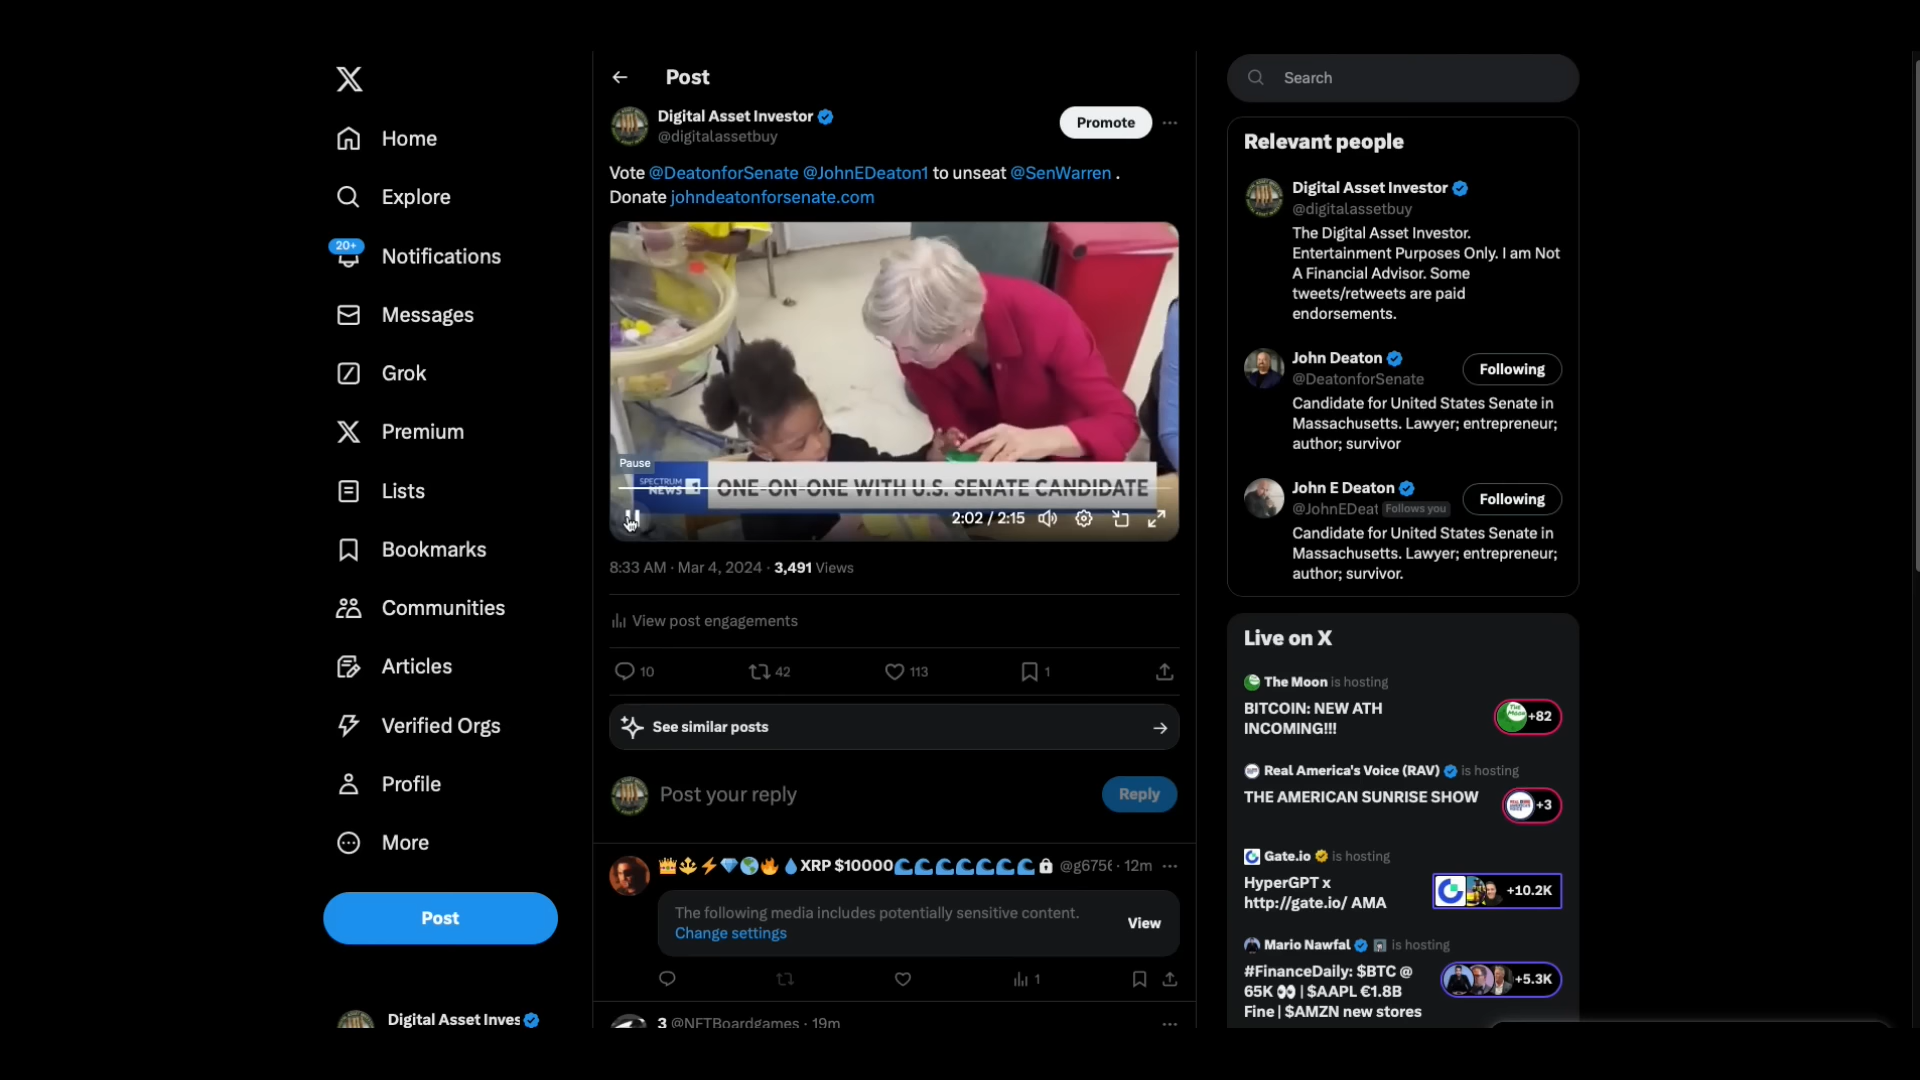 Home
Explore
20+
Notifications
Messages
Grok
Premium
Lists
Bookmarks
Communities
Articles
Verified Orgs
Profile
More
Post
Digital Asset Inves
Post
Digital Asset Investor
@digitalassetbuy
Promote
Vote @DeatonforSenate @JohnEDeaton1 to unseat @SenWarren .
Donate johndeatonforsenate.com
Pause
SPECTRUM
NEWS 1
ONE-ON-ONE WITH U.S. SENATE CANDIDATE
2:02 / 2:15
8:33 AM · Mar 4, 2024 · 3,491 Views
View post engagements
10
42
113
1
See similar posts
Post your reply
Reply
👑🔱⚡💎🌎🔥💧XRP $10000🌊🌊🌊🌊🌊🌊🌊 @g675 · 12m
The following media includes potentially sensitive content.
Change settings
View
1
3 @NFTBoardgames · 19m
Search
Relevant people
Digital Asset Investor
@digitalassetbuy
The Digital Asset Investor.
Entertainment Purposes Only. I am Not
A Financial Advisor. Some
tweets/retweets are paid
endorsements.
John Deaton
@DeatonforSenate
Following
Candidate for United States Senate in
Massachusetts. Lawyer; entrepreneur;
author; survivor
John E Deaton
@JohnEDeat Follows you
Following
Candidate for United States Senate in
Massachusetts. Lawyer; entrepreneur;
author; survivor.
Live on X
The Moon is hosting
BITCOIN: NEW ATH
INCOMING!!!
+82
Real America's Voice (RAV) is hosting
THE AMERICAN SUNRISE SHOW
+3
Gate.io is hosting
HyperGPT x
http://gate.io/ AMA
+10.2K
Mario Nawfal is hosting
#FinanceDaily: $BTC @
65K 👀 | $AAPL €1.8B
Fine | $AMZN new stores
+5.3K